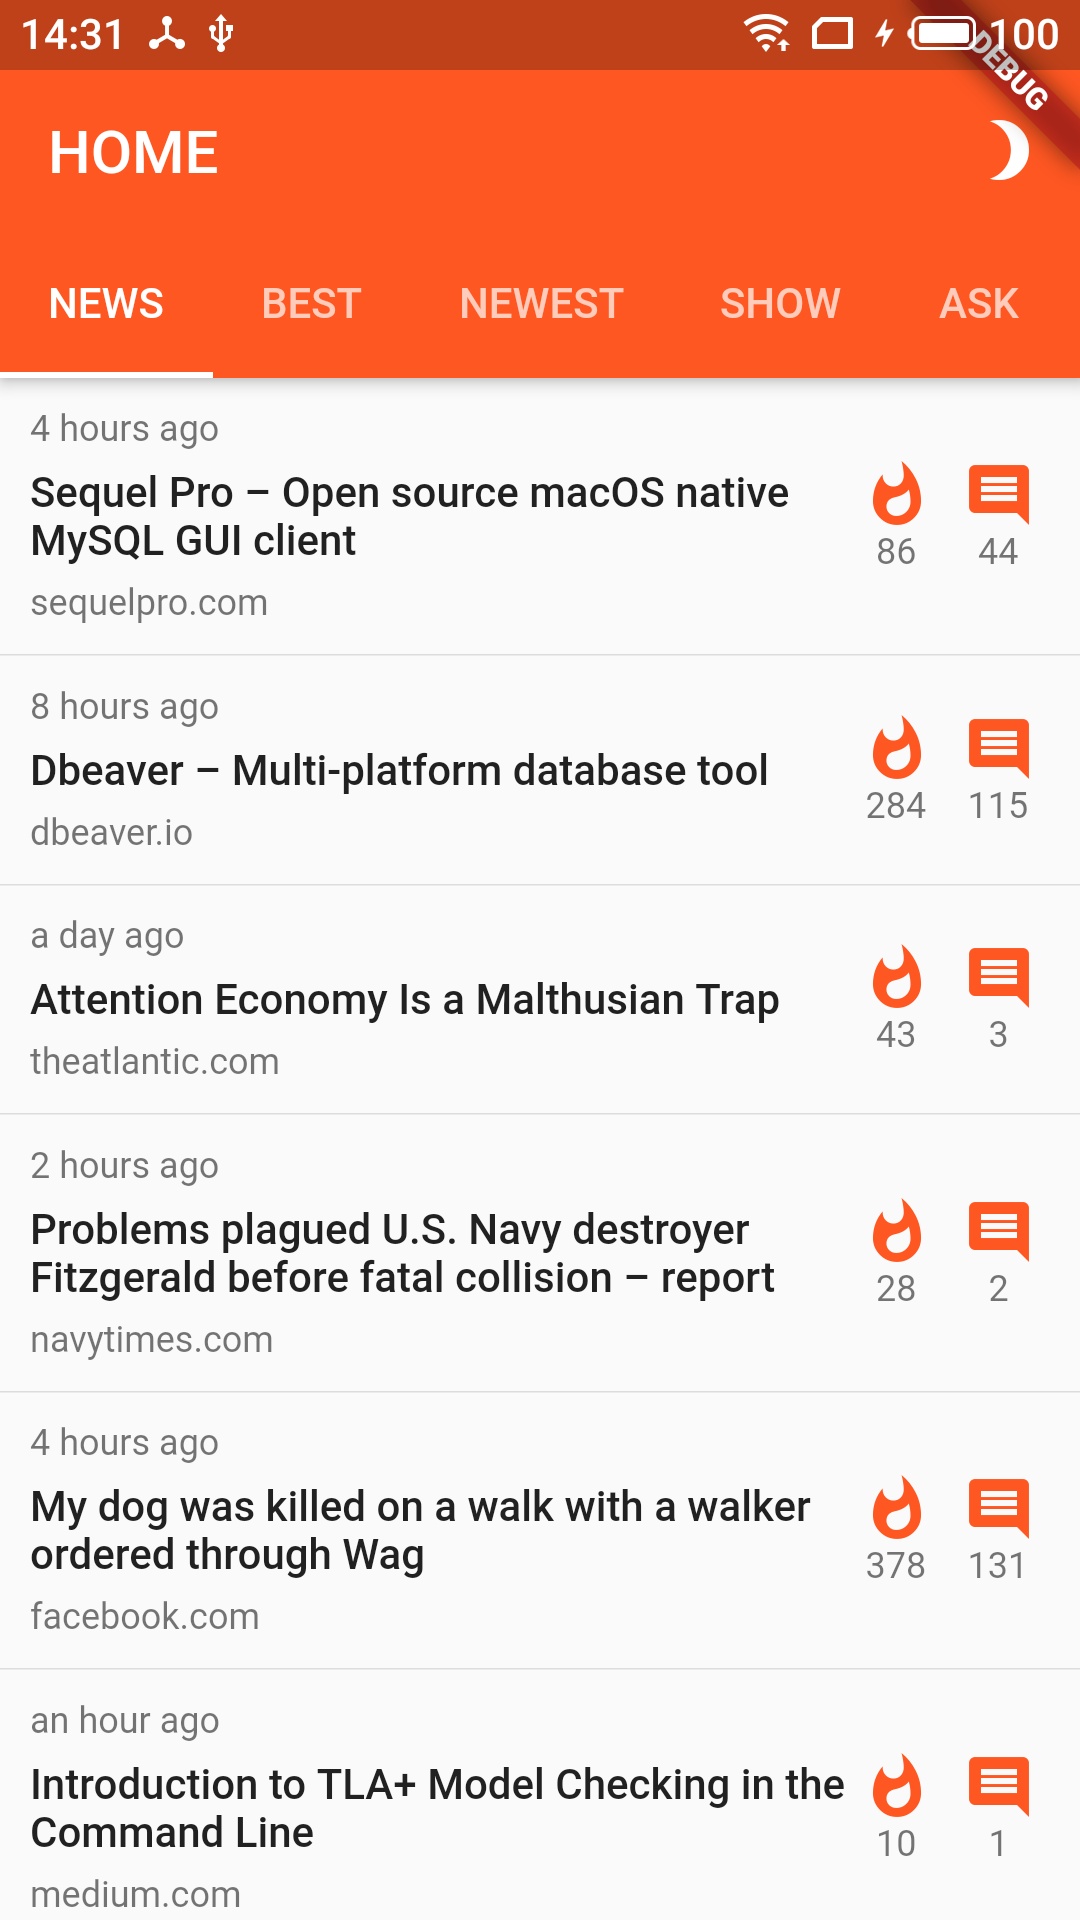 14:31
100
DEBUG
HOME
NEWS BEST NEWEST SHOW ASK
4 hours ago
Sequel Pro – Open source macOS native
MySQL GUI client
sequelpro.com
86 44
8 hours ago
Dbeaver – Multi-platform database tool
dbeaver.io
284 115
a day ago
Attention Economy Is a Malthusian Trap
theatlantic.com
43 3
2 hours ago
Problems plagued U.S. Navy destroyer
Fitzgerald before fatal collision – report
navytimes.com
28 2
4 hours ago
My dog was killed on a walk with a walker
ordered through Wag
facebook.com
378 131
an hour ago
Introduction to TLA+ Model Checking in the
Command Line
medium.com
10 1